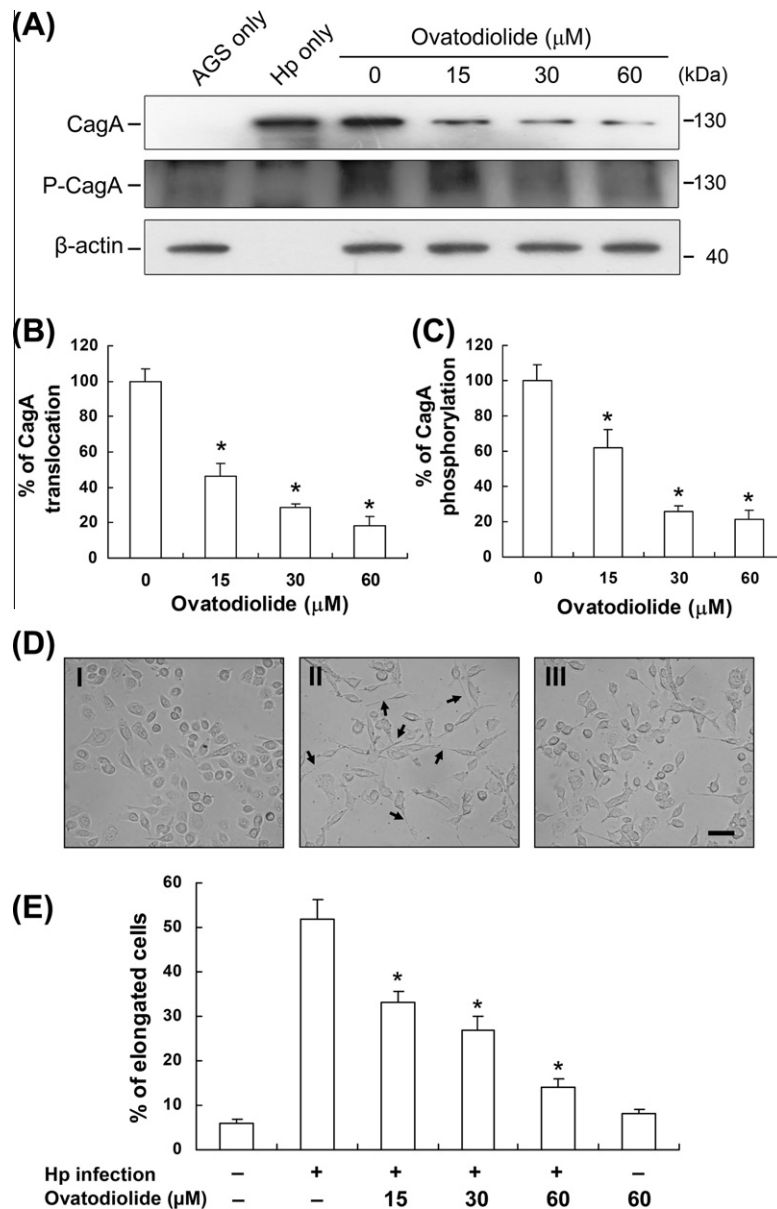 (A)
AGS only
Hp only
Ovatodiolide (μM)
0 15 30 60 (kDa)
CagA 130
P-CagA 130
β-actin 40
(B)
% of CagA
translocation
120
100
80
60
40
20
0
0 15 30 60
Ovatodiolide (μM)
* * *
(C)
% of CagA
phosphorylation
120
100
80
60
40
20
0
0 15 30 60
Ovatodiolide (μM)
* * *
(D)
I II III
(E)
% of elongated cells
60
50
40
30
20
10
0
* * *
Hp infection – + + + + –
Ovatodiolide (μM) – – 15 30 60 60